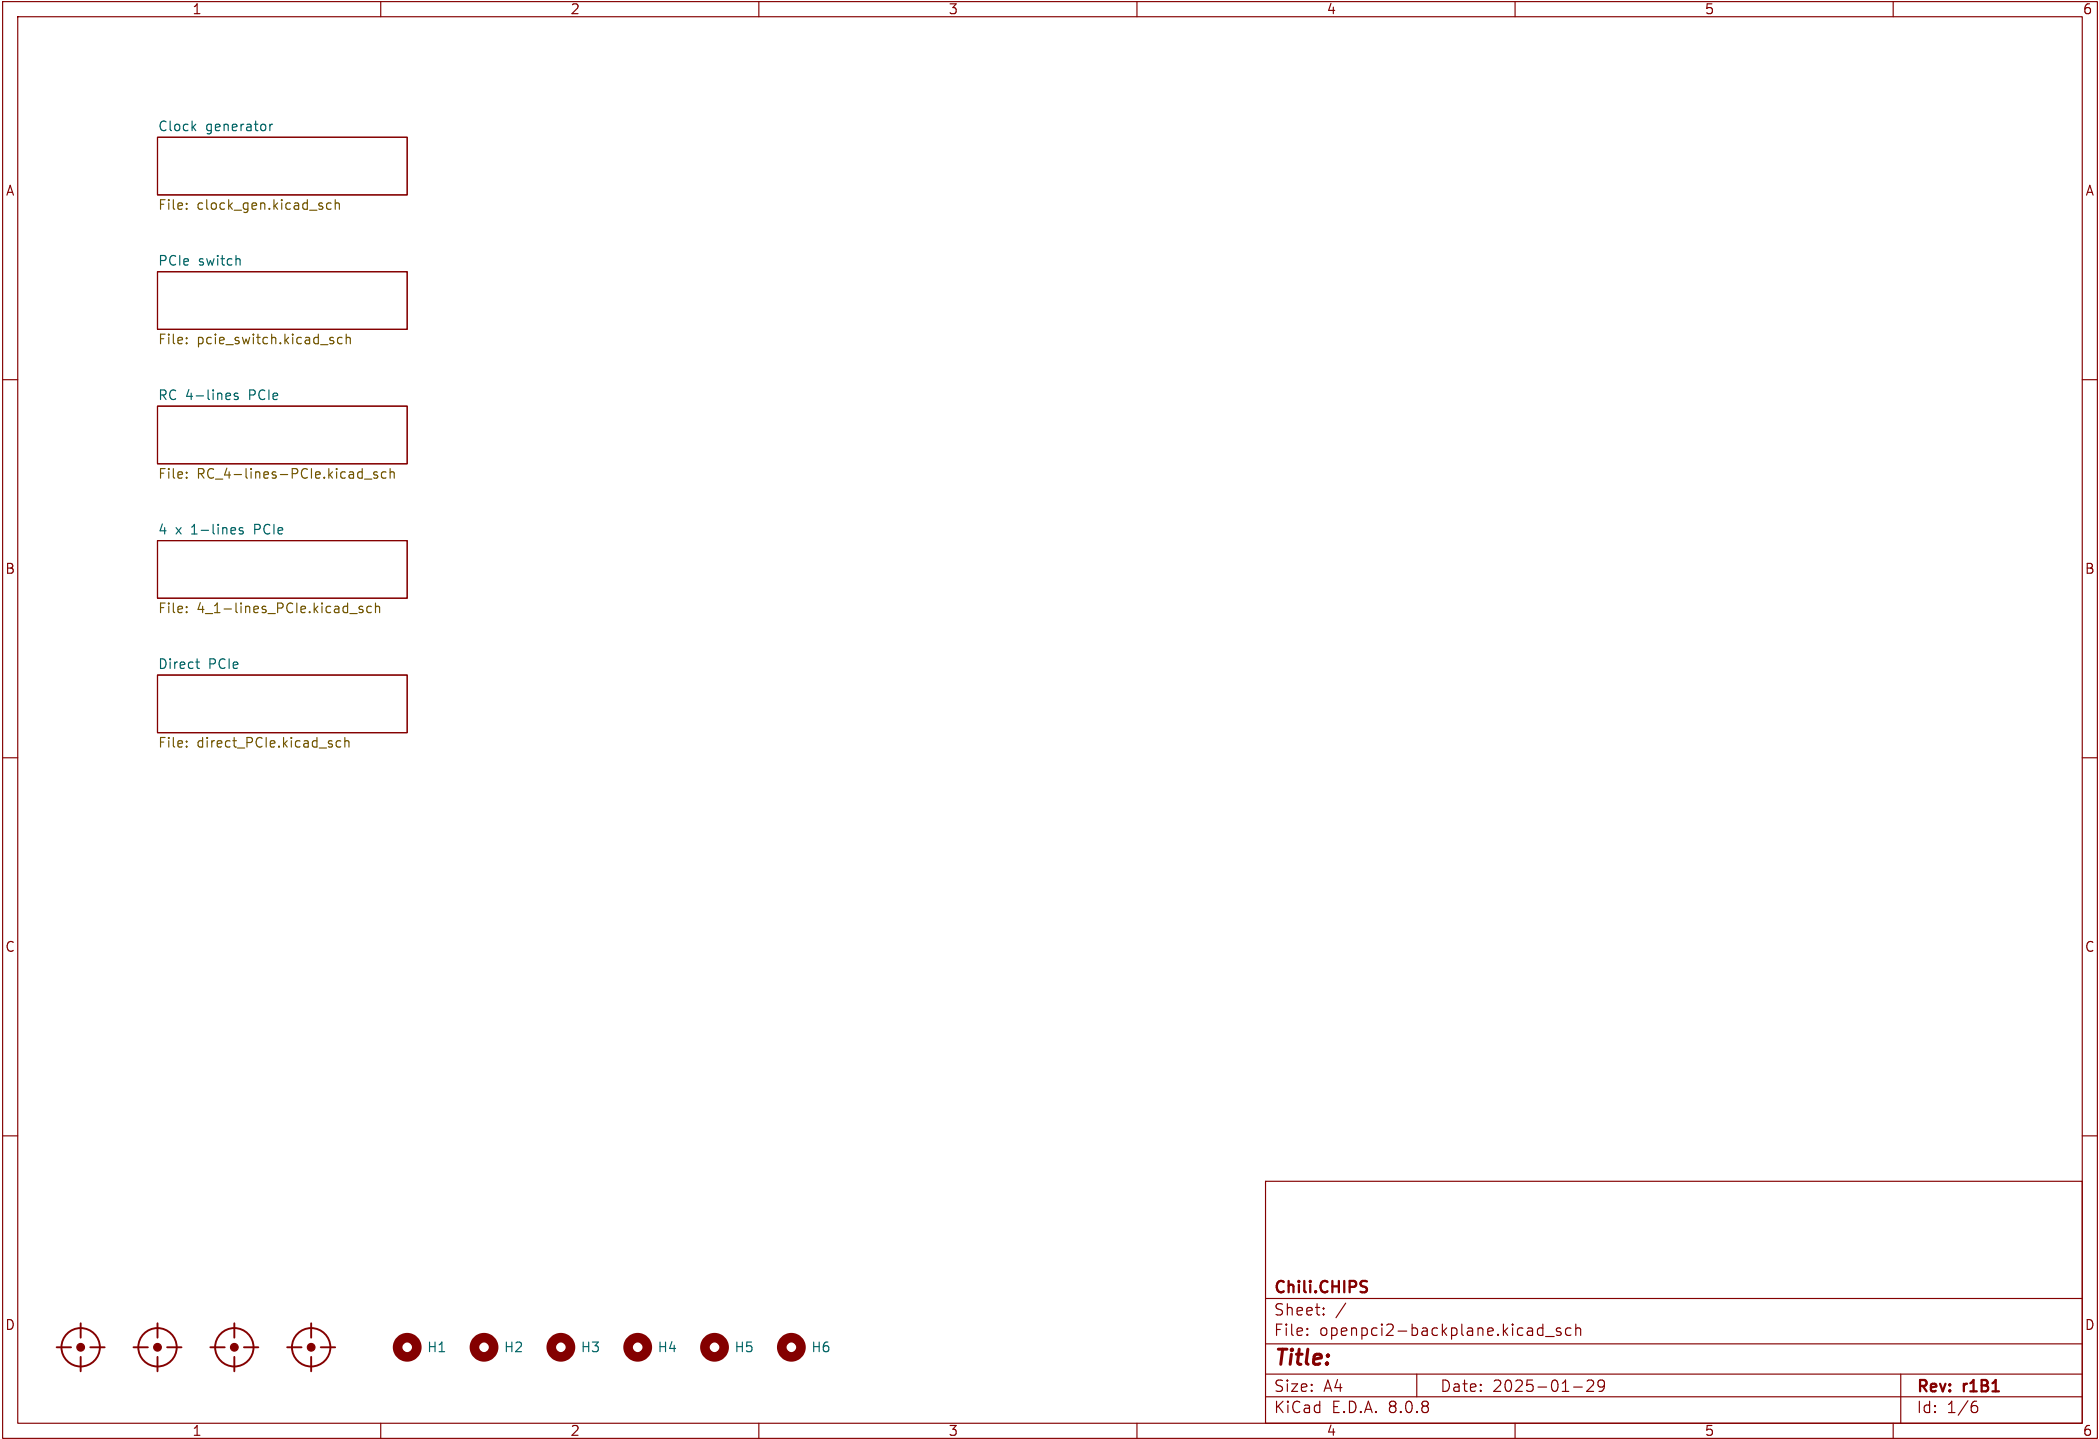 1 2 3 4 5 6
Clock generator
A A
File: clock_gen.kicad_sch
PCIe switch
File: pcie_switch.kicad_sch
RC 4-lines PCIe
File: RC_4-lines-PCIe.kicad_sch
4 x 1-lines PCIe
B B
File: 4_1-lines_PCIe.kicad_sch
Direct PCIe
File: direct_PCIe.kicad_sch
C C
Chili.CHIPS
Sheet: /
D D
File: openpci2-backplane.kicad_sch
H1 H2 H3 H4 H5 H6
Title:
Size: A4 Date: 2025-01-29 Rev: r1B1
KiCad E.D.A. 8.0.8 Id: 1/6
1 2 3 4 5 6